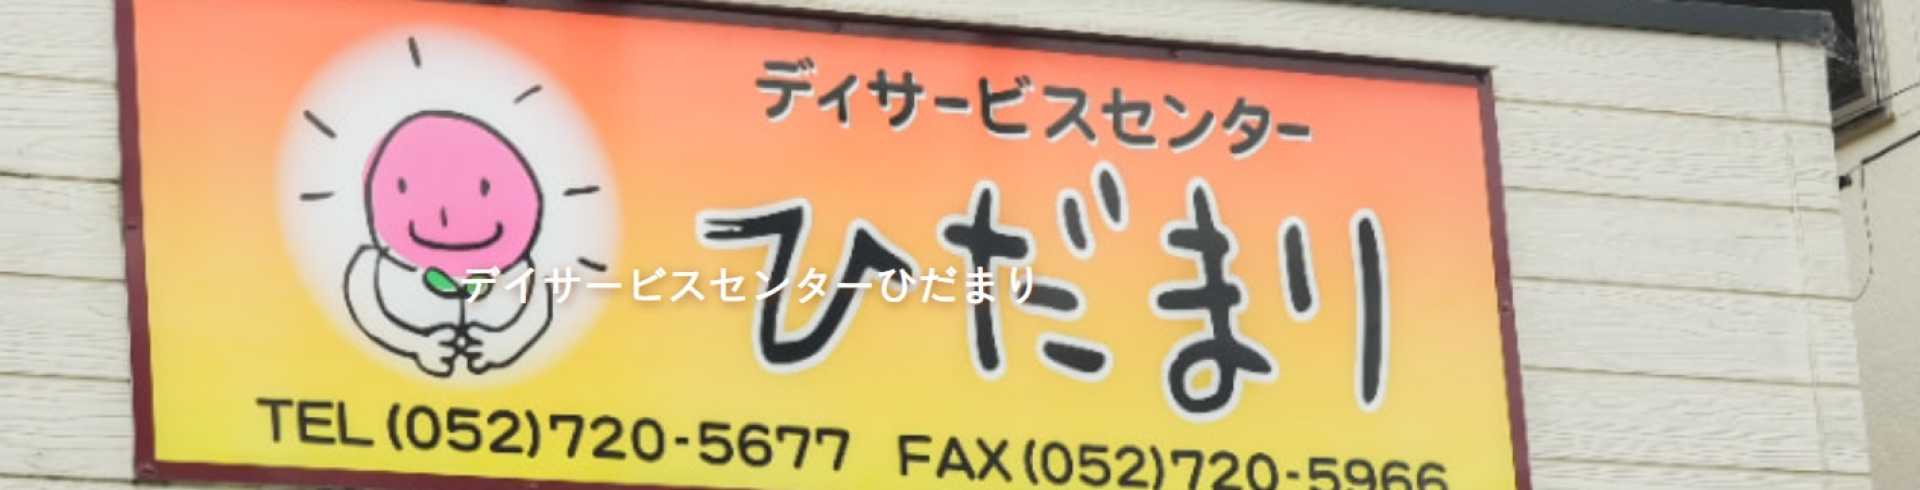 デイサービスセンター
ひだまり
デイサービスセンターひだまり
TEL (052)720-5677 FAX (052)720-5966